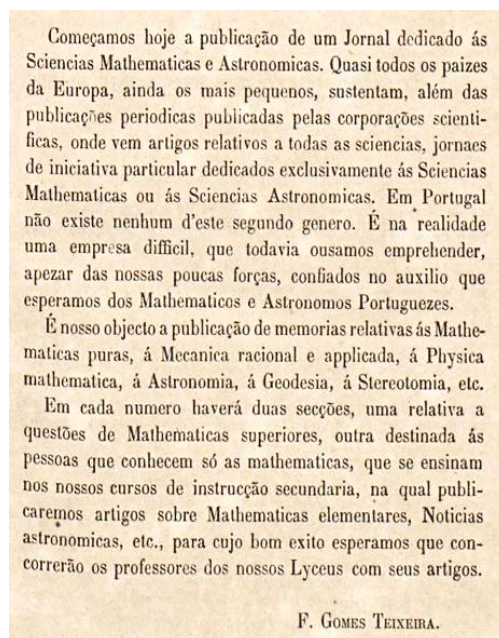 Começamos hoje a publicação de um Jornal dedicado ás
Sciencias Mathematicas e Astronomicas. Quasi todos os paizes
da Europa, ainda os mais pequenos, sustentam, além das
publicações periodicas publicadas pelas corporações scienti-
ficas, onde vem artigos relativos a todas as sciencias, jornaes
de iniciativa particular dedicados exclusivamente ás Sciencias
Mathematicas ou ás Sciencias Astronomicas. Em Portugal
não existe nenhum d'este segundo genero. É na realidade
uma empresa difficil, que todavia ousamos emprehender,
apezar das nossas poucas forças, confiados no auxilio que
esperamos dos Mathematicos e Astronomos Portuguezes.
É nosso objecto a publicação de memorias relativas ás Mathe-
maticas puras, á Mecanica racional e applicada, á Physica
mathematica, á Astronomia, á Geodesia, á Stereotomia, etc.
Em cada numero haverá duas secções, uma relativa a
questões de Mathematicas superiores, outra destinada ás
pessoas que conhecem só as mathematicas, que se ensinam
nos nossos cursos de instrucção secundaria, na qual publi-
caremos artigos sobre Mathematicas elementares, Noticias
astronomicas, etc., para cujo bom exito esperamos que con-
correrão os professores dos nossos Lyceus com seus artigos.
F. Gomes Teixeira.